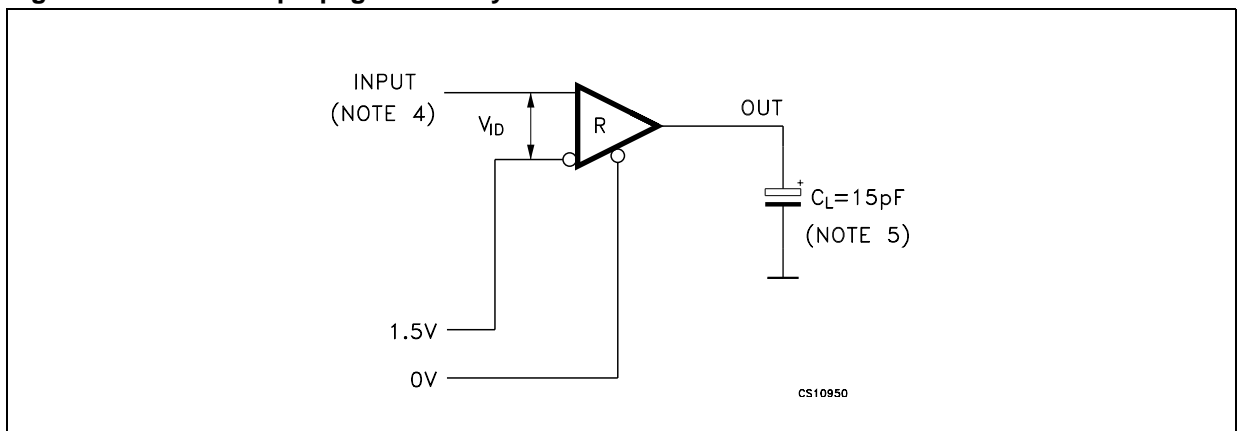 INPUT
(NOTE 4)
V_ID
R
OUT
C_L=15pF
(NOTE 5)
+
1.5V
0V
CS10950